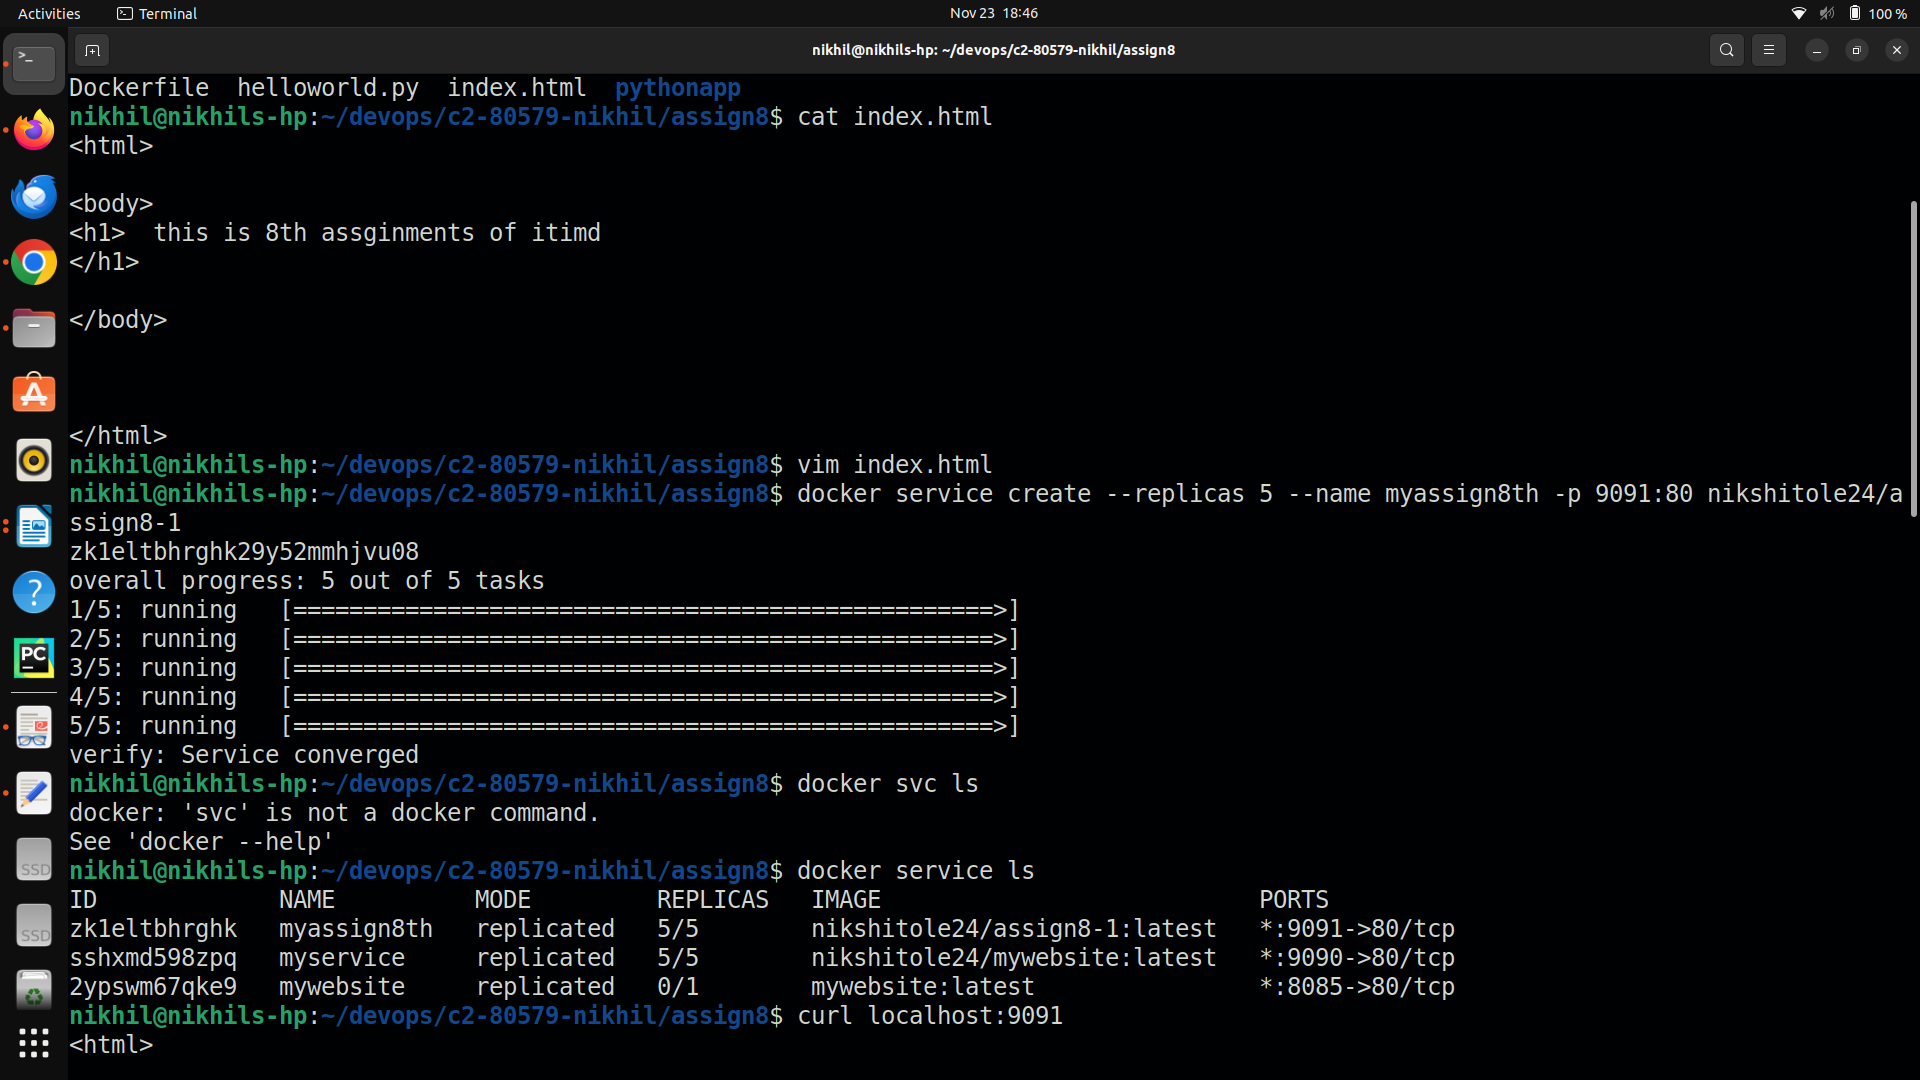 Activities
Terminal
Nov 23 18:46
100 %
nikhil@nikhils-hp: ~/devops/c2-80579-nikhil/assign8
Dockerfile  helloworld.py  index.html  pythonapp
nikhil@nikhils-hp:~/devops/c2-80579-nikhil/assign8$ cat index.html
<html>
<body>
<h1>  this is 8th assginments of itimd
</h1>
</body>
</html>
nikhil@nikhils-hp:~/devops/c2-80579-nikhil/assign8$ vim index.html
nikhil@nikhils-hp:~/devops/c2-80579-nikhil/assign8$ docker service create --replicas 5 --name myassign8th -p 9091:80 nikshitole24/a
ssign8-1
zk1eltbhrghk29y52mmhjvu08
overall progress: 5 out of 5 tasks
1/5: running   [==================================================>]
2/5: running   [==================================================>]
3/5: running   [==================================================>]
4/5: running   [==================================================>]
5/5: running   [==================================================>]
verify: Service converged
nikhil@nikhils-hp:~/devops/c2-80579-nikhil/assign8$ docker svc ls
docker: 'svc' is not a docker command.
See 'docker --help'
nikhil@nikhils-hp:~/devops/c2-80579-nikhil/assign8$ docker service ls
ID             NAME          MODE         REPLICAS   IMAGE                           PORTS
zk1eltbhrghk   myassign8th   replicated   5/5        nikshitole24/assign8-1:latest   *:9091->80/tcp
sshxmd598zpq   myservice     replicated   5/5        nikshitole24/mywebsite:latest   *:9090->80/tcp
2ypswm67qke9   mywebsite     replicated   0/1        mywebsite:latest                *:8085->80/tcp
nikhil@nikhils-hp:~/devops/c2-80579-nikhil/assign8$ curl localhost:9091
<html>
PC
SSD
SSD